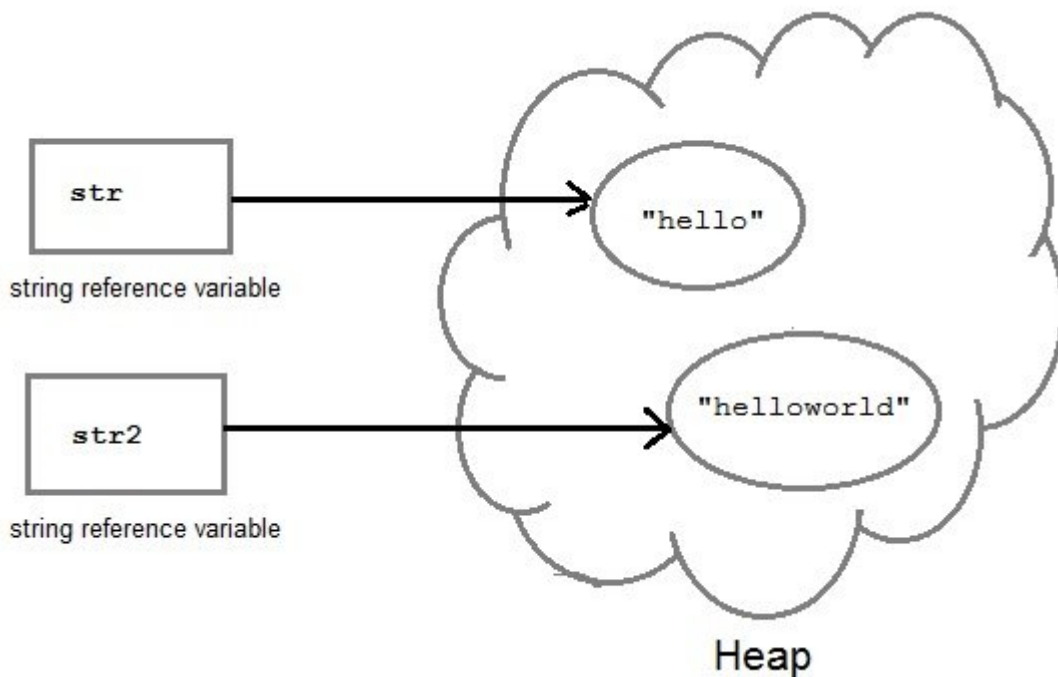 str
"hello"
string reference variable
str2
"helloworld"
string reference variable
Heap